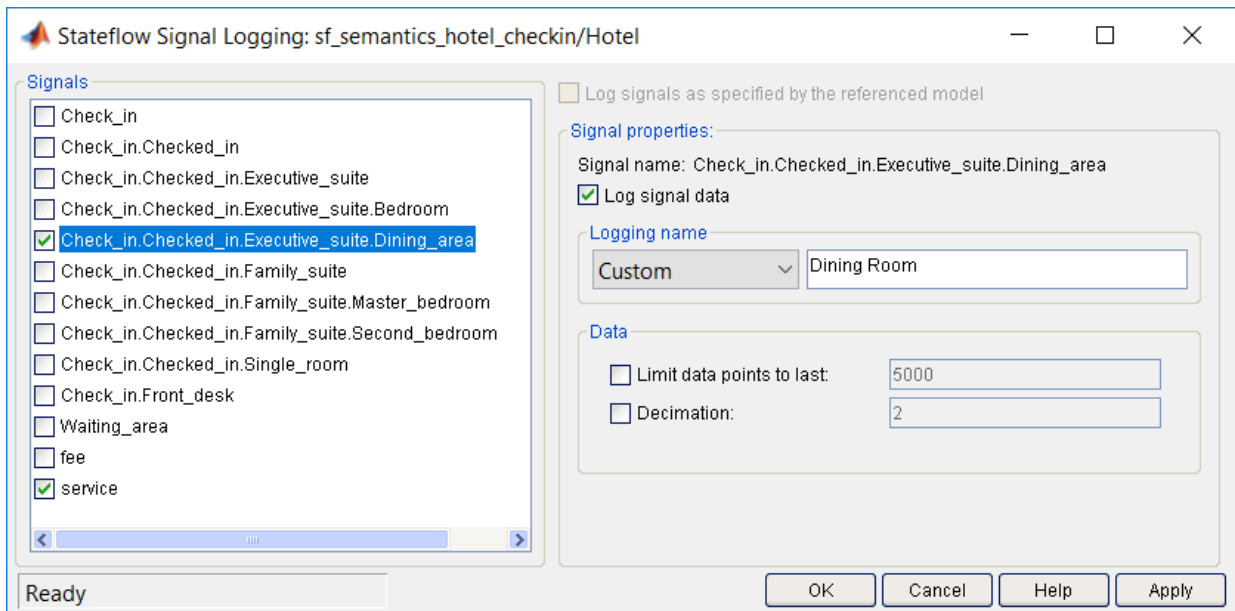 Stateflow Signal Logging: sf_semantics_hotel_checkin/Hotel
Signals
Check_in
Check_in.Checked_in
Check_in.Checked_in.Executive_suite
Check_in.Checked_in.Executive_suite.Bedroom
Check_in.Checked_in.Executive_suite.Dining_area
Check_in.Checked_in.Family_suite
Check_in.Checked_in.Family_suite.Master_bedroom
Check_in.Checked_in.Family_suite.Second_bedroom
Check_in.Checked_in.Single_room
Check_in.Front_desk
Waiting_area
fee
service
Log signals as specified by the referenced model
Signal properties:
Signal name: Check_in.Checked_in.Executive_suite.Dining_area
Log signal data
Logging name
Custom Dining Room
Data
Limit data points to last: 5000
Decimation: 2
Ready OK Cancel Help Apply